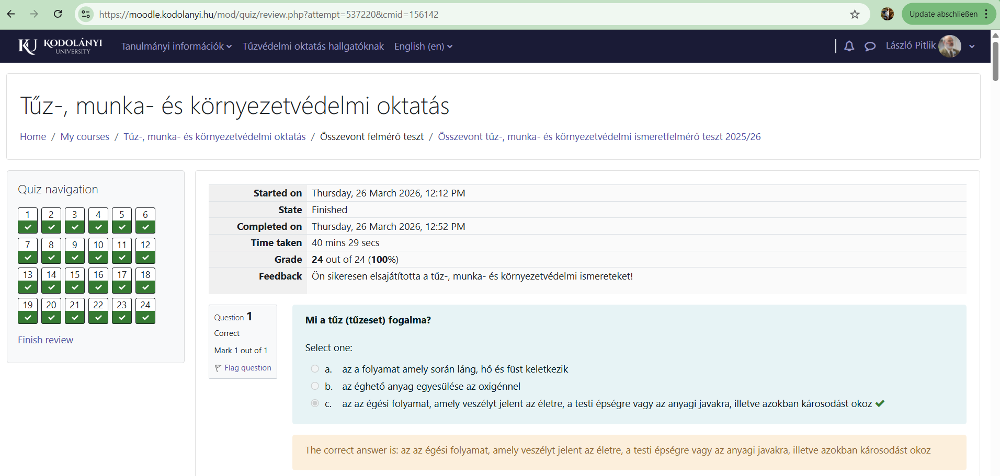 https://moodle.kodolanyi.hu/mod/quiz/review.php?attempt=537220&cmid=156142
Update abschließen
KJ KODOLÁNYI
UNIVERSITY
Tanulmányi információk
Tűzvédelmi oktatás hallgatóknak
English (en)
László Pitlik
Tűz-, munka- és környezetvédelmi oktatás
Home / My courses / Tűz-, munka- és környezetvédelmi oktatás / Összevont felmérő teszt / Összevont tűz-, munka- és környezetvédelmi ismeretfelmérő teszt 2025/26
Quiz navigation
1 2 3 4 5 6
7 8 9 10 11 12
13 14 15 16 17 18
19 20 21 22 23 24
Finish review
Started on Thursday, 26 March 2026, 12:12 PM
State Finished
Completed on Thursday, 26 March 2026, 12:52 PM
Time taken 40 mins 29 secs
Grade 24 out of 24 (100%)
Feedback Ön sikeresen elsajátította a tűz-, munka- és környezetvédelmi ismereteket!
Question 1
Correct
Mark 1 out of 1
Flag question
Mi a tűz (tűzeset) fogalma?
Select one:
a. az a folyamat amely során láng, hő és füst keletkezik
b. az éghető anyag egyesülése az oxigénnel
c. az az égési folyamat, amely veszélyt jelent az életre, a testi épségre vagy az anyagi javakra, illetve azokban károsodást okoz
The correct answer is: az az égési folyamat, amely veszélyt jelent az életre, a testi épségre vagy az anyagi javakra, illetve azokban károsodást okoz